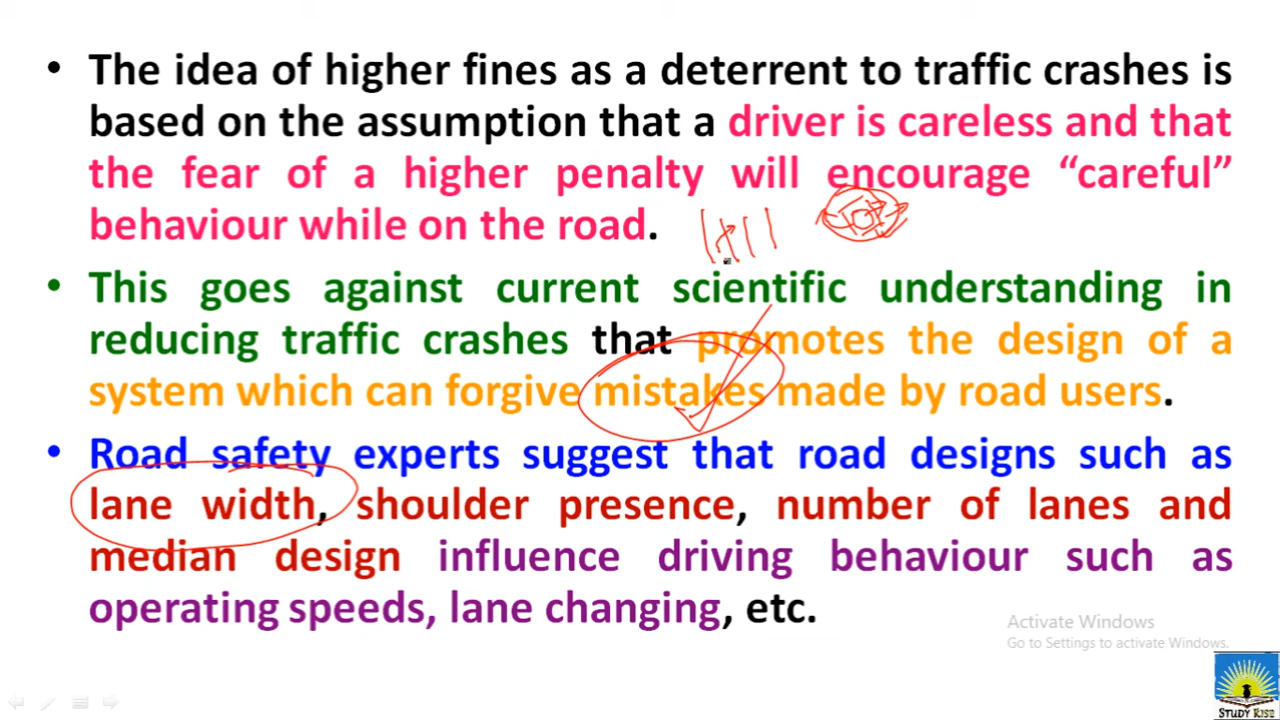 • The idea of higher fines as a deterrent to traffic crashes is
based on the assumption that a driver is careless and that
the fear of a higher penalty will encourage “careful”
behaviour while on the road.
• This goes against current scientific understanding in
reducing traffic crashes that promotes the design of a
system which can forgive mistakes made by road users.
• Road safety experts suggest that road designs such as
lane width, shoulder presence, number of lanes and
median design influence driving behaviour such as
operating speeds, lane changing, etc.
Activate Windows
Go to Settings to activate Windows.
STUDY RISE